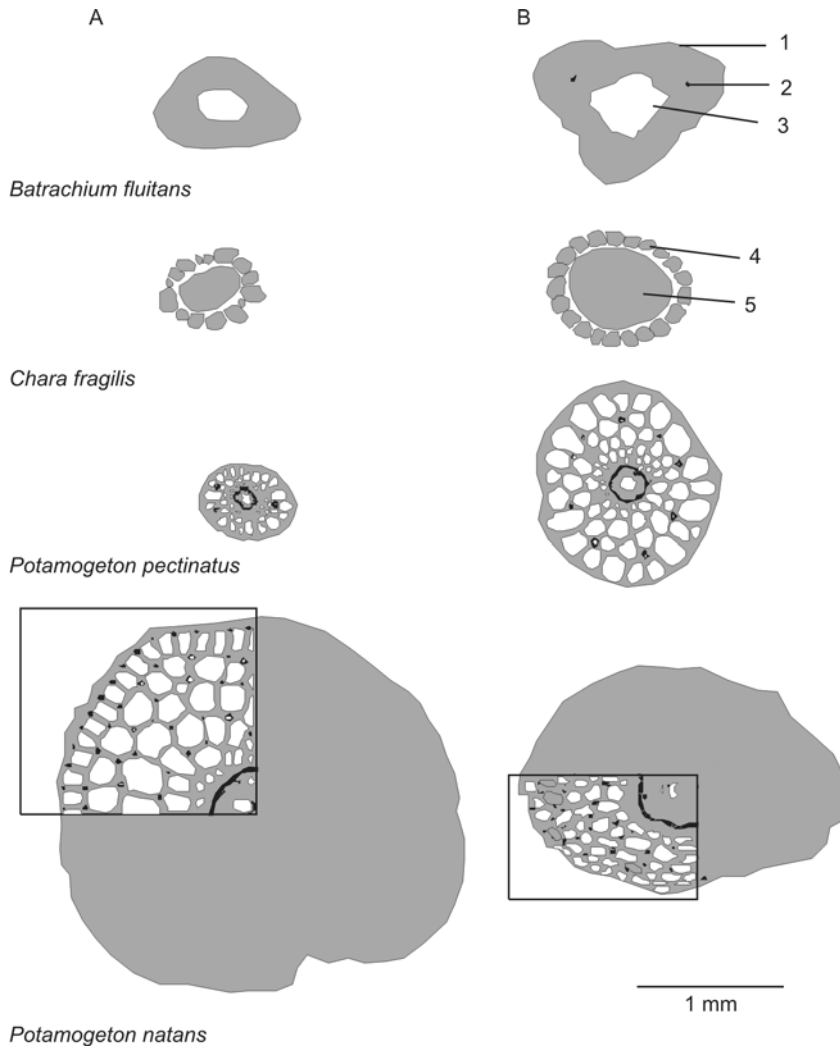 A
B
1
2
3
Batrachium fluitans
4
5
Chara fragilis
Potamogeton pectinatus
1 mm
Potamogeton natans